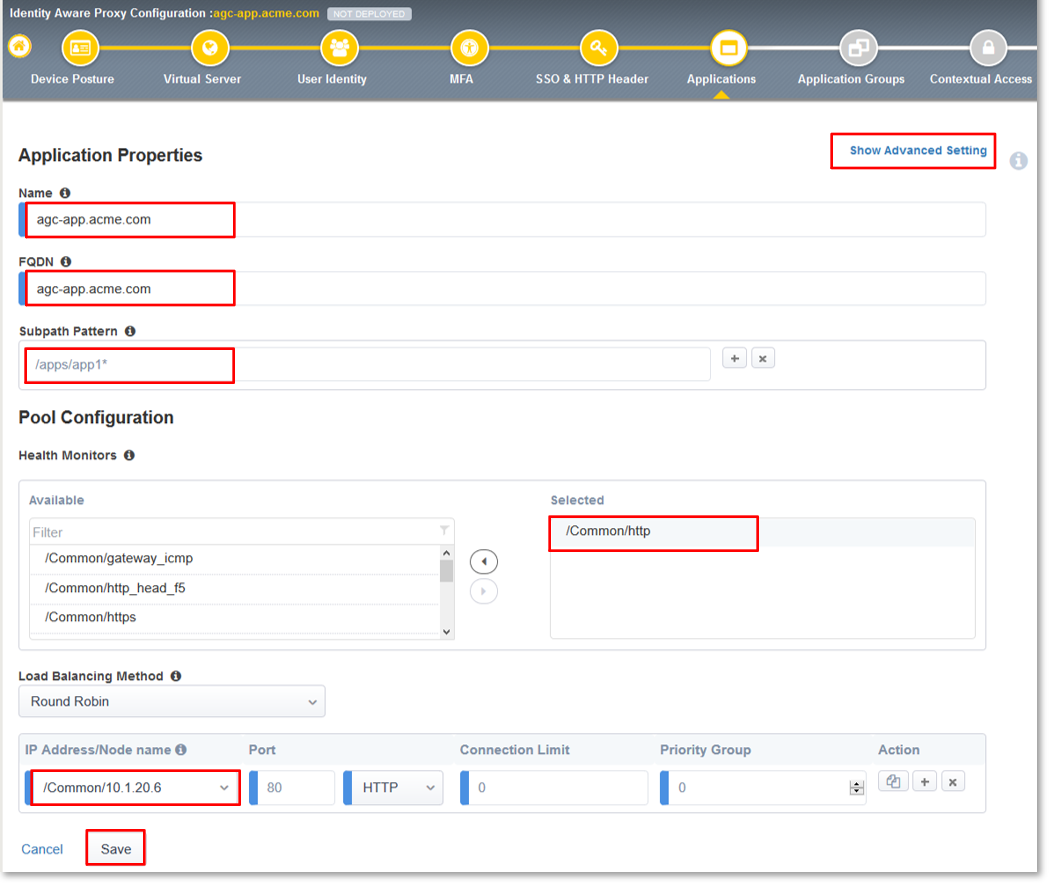 Identity Aware Proxy Configuration :agc-app.acme.com NOT DEPLOYED
Device Posture Virtual Server User Identity MFA SSO & HTTP Header Applications Application Groups Contextual Access
Application Properties
Show Advanced Setting
Name
agc-app.acme.com
FQDN
agc-app.acme.com
Subpath Pattern
/apps/app1*
Pool Configuration
Health Monitors
Available
Selected
Filter
/Common/http
/Common/gateway_icmp
/Common/http_head_f5
/Common/https
Load Balancing Method
Round Robin
IP Address/Node name Port Connection Limit Priority Group Action
/Common/10.1.20.6 80 HTTP 0 0
Cancel Save